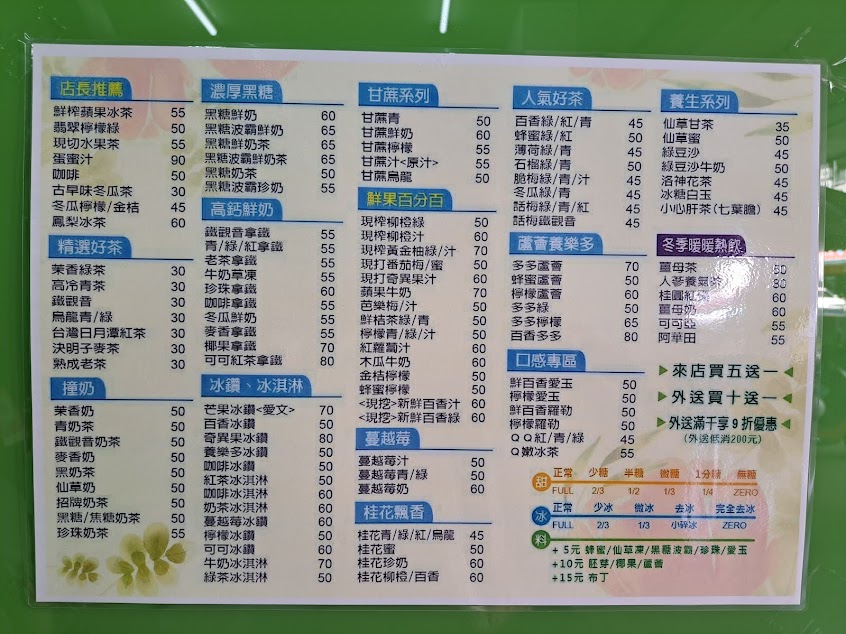 店長推薦
鮮榨蘋果冰茶 55
翡翠檸檬綠 50
現切水果茶 55
蛋蜜汁 90
咖啡 50
古早味冬瓜茶 30
冬瓜檸檬/金桔 45
鳳梨冰茶 60
精選好茶
茉香綠茶 30
高冷青茶 30
鐵觀音 30
烏龍青/綠 30
台灣日月潭紅茶 30
決明子麥茶 30
熟成老茶 30
撞奶
茉香奶 50
青奶茶 50
鐵觀音奶茶 50
麥香奶 50
黑奶茶 50
仙草奶 50
招牌奶茶 50
黑糖/焦糖奶茶 50
珍珠奶茶 50
濃厚黑糖
黑糖鮮奶 60
黑糖波霸鮮奶 65
黑糖鮮奶茶 65
黑糖波霸鮮奶茶 65
黑糖奶茶 50
黑糖波霸珍奶 55
高鈣鮮奶
鐵觀音拿鐵 55
青/綠/紅拿鐵 55
老茶拿鐵 55
牛奶草凍 55
珍珠拿鐵 60
咖啡拿鐵 55
冬瓜鮮奶 55
麥香拿鐵 55
椰果拿鐵 70
可可紅茶拿鐵 80
冰鑽、冰淇淋
芒果冰鑽<愛文> 70
百香冰鑽 50
奇異果冰鑽 80
養樂多冰鑽 50
咖啡冰鑽 50
紅茶冰淇淋 50
咖啡冰淇淋 60
奶茶冰淇淋 60
蔓越莓冰鑽 60
檸檬冰鑽 50
可可冰鑽 60
牛奶冰淇淋 70
綠茶冰淇淋 50
甘蔗系列
甘蔗青 50
甘蔗鮮奶 60
甘蔗檸檬 55
甘蔗汁<原汁> 55
甘蔗烏龍 50
鮮果百分百
現榨柳橙綠 50
現榨柳橙汁 60
現榨黃金柚綠/汁 70
現打番茄梅/蜜 50
現打奇異果汁 60
蘋果牛奶 70
芭樂梅/汁 50
鮮桔茶綠/青 50
檸檬青/綠/汁 50
紅蘿蔔汁 60
木瓜牛奶 60
金桔檸檬 50
蜂蜜檸檬 50
<現挖>新鮮百香汁 60
<現挖>新鮮百香綠 60
蔓越莓
蔓越莓汁 50
蔓越莓青/綠 50
蔓越莓奶 60
桂花飄香
桂花青/綠/紅/烏龍 45
桂花蜜 50
桂花珍奶 60
桂花柳橙/百香 60
人氣好茶
百香綠/紅/青 45
蜂蜜綠/紅 50
薄荷綠/青 45
石榴綠/青 50
脆梅綠/青/汁 45
冬瓜綠/青 45
話梅綠/青/紅 45
話梅鐵觀音 45
蘆薈養樂多
多多蘆薈 70
蜂蜜蘆薈 50
檸檬蘆薈 60
多多綠 50
多多檸檬 65
百香多多 80
口感專區
鮮百香愛玉 50
檸檬愛玉 50
鮮百香羅勒 50
檸檬羅勒 50
ＱＱ紅/青/綠 45
Ｑ嫩冰茶 55
養生系列
仙草甘茶 35
仙草蜜 50
綠豆沙 45
綠豆沙牛奶 50
洛神花茶 45
冰糖白玉 45
小心肝茶(七葉膽) 45
冬季暖暖熱飲
薑母茶 50
人蔘養氣茶
桂圓紅茶
薑母奶 60
可可亞 55
阿華田 55
來店買五送一
外送買十送一
外送滿千享9折優惠
(外送低消200元)
甜 正常 少糖 半糖 微糖 1分糖 無糖
FULL 2/3 1/2 1/3 1/4 ZERO
冰 正常 少冰 微冰 去冰 完全去冰
FULL 2/3 1/3 小碎冰 ZERO
料
+ 5元 蜂蜜/仙草凍/黑糖波霸/珍珠/愛玉
+10元 胚芽/椰果/蘆薈
+15元 布丁